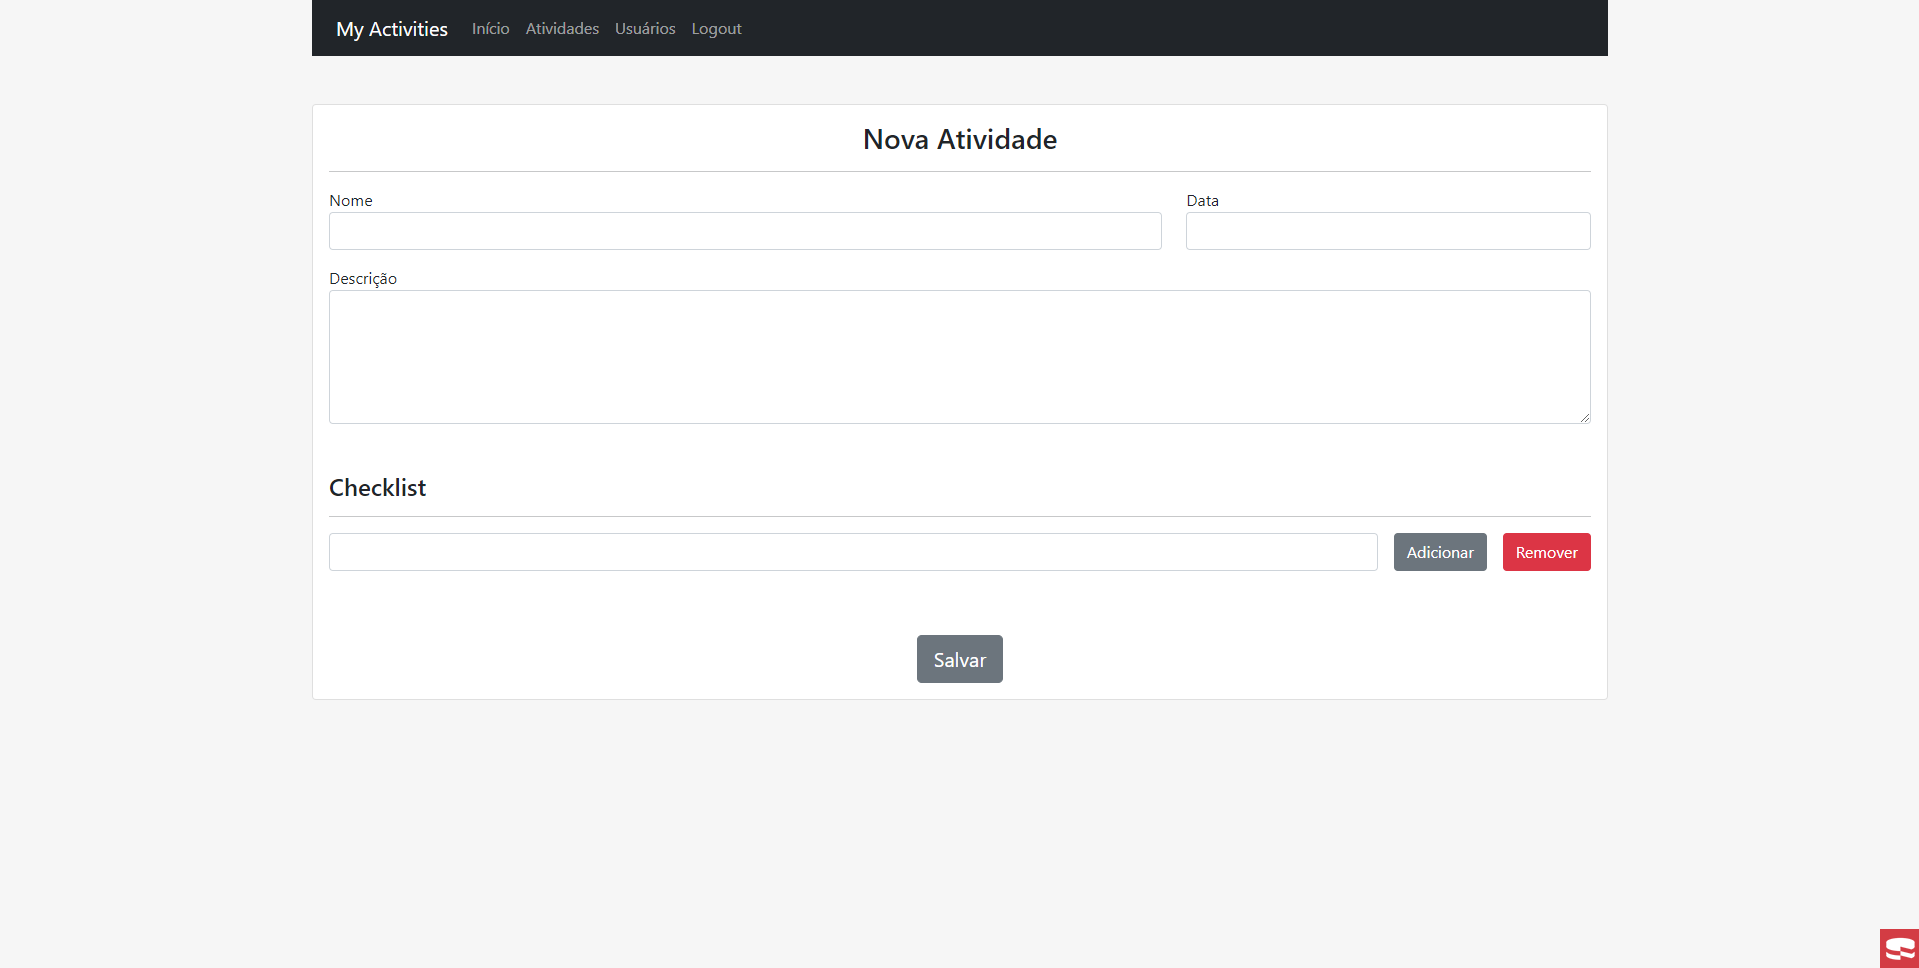 My Activities Início Atividades Usuários Logout
Nova Atividade
Nome Data
Descrição
Checklist
Adicionar Remover
Salvar